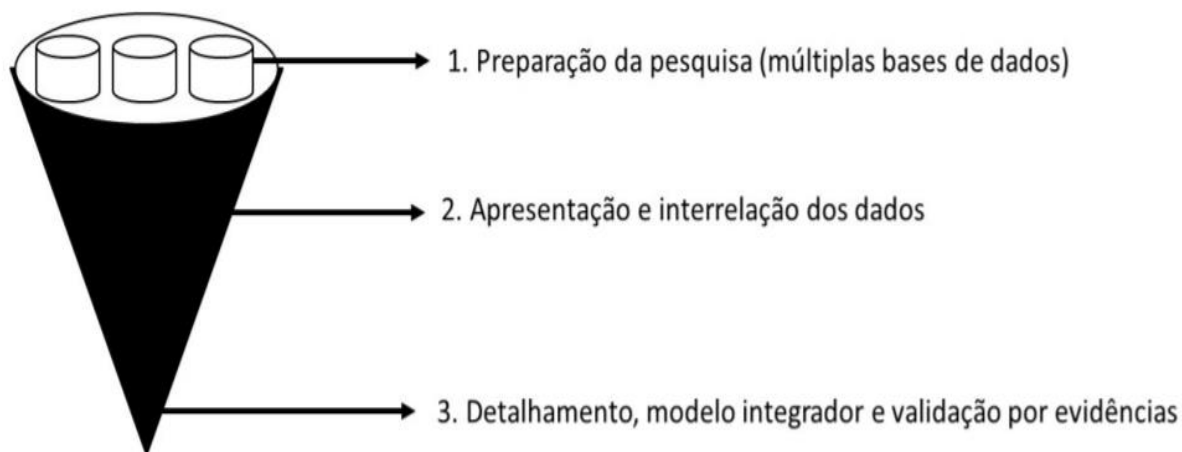 1. Preparação da pesquisa (múltiplas bases de dados)
2. Apresentação e interrelação dos dados
3. Detalhamento, modelo integrador e validação por evidências